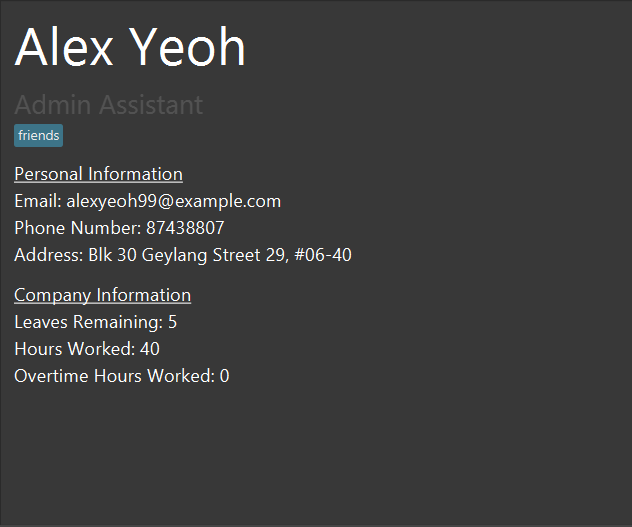 Alex Yeoh
Admin Assistant
friends
Personal Information
Email: alexyeoh99@example.com
Phone Number: 87438807
Address: Blk 30 Geylang Street 29, #06-40
Company Information
Leaves Remaining: 5
Hours Worked: 40
Overtime Hours Worked: 0